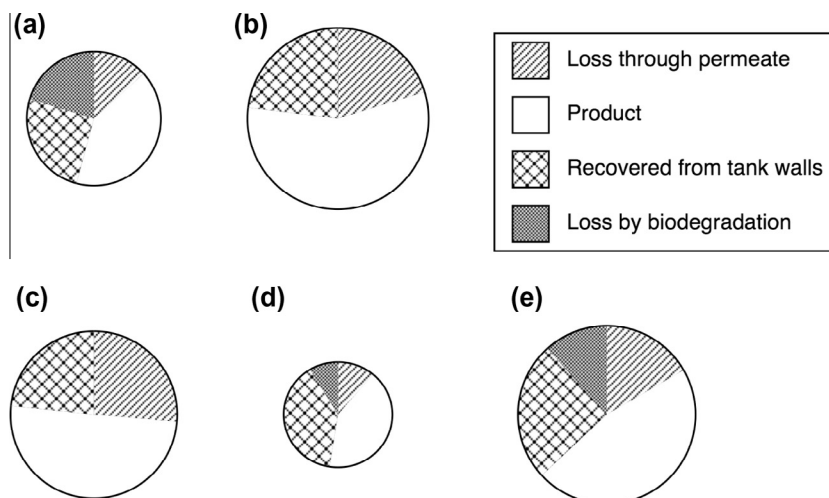 (a)
(b)
Loss through permeate
Product
Recovered from tank walls
Loss by biodegradation
(c)
(d)
(e)